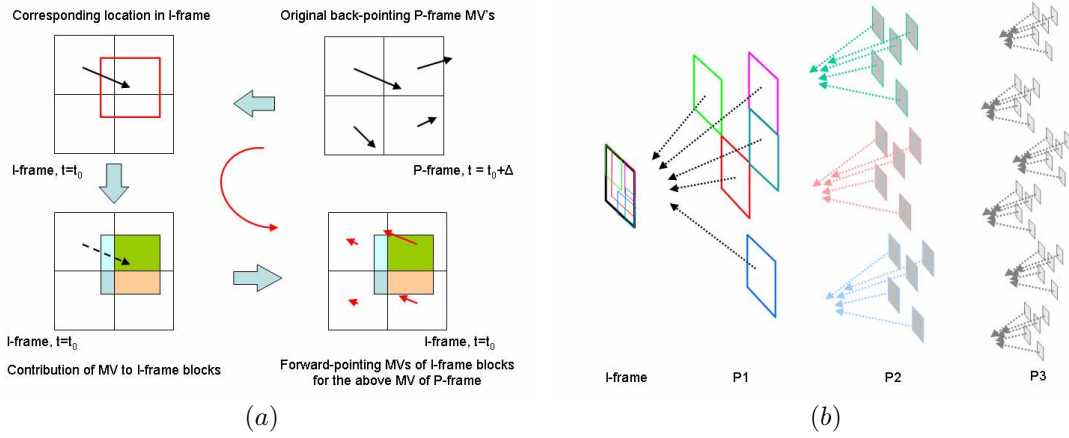 Corresponding location in I-frame
Original back-pointing P-frame MV's
I-frame, t=t0
P-frame, t = t0+Δ
I-frame, t=t0
I-frame, t=t0
Contribution of MV to I-frame blocks
Forward-pointing MVs of I-frame blocks
for the above MV of P-frame
(a)
I-frame
P1
P2
P3
(b)